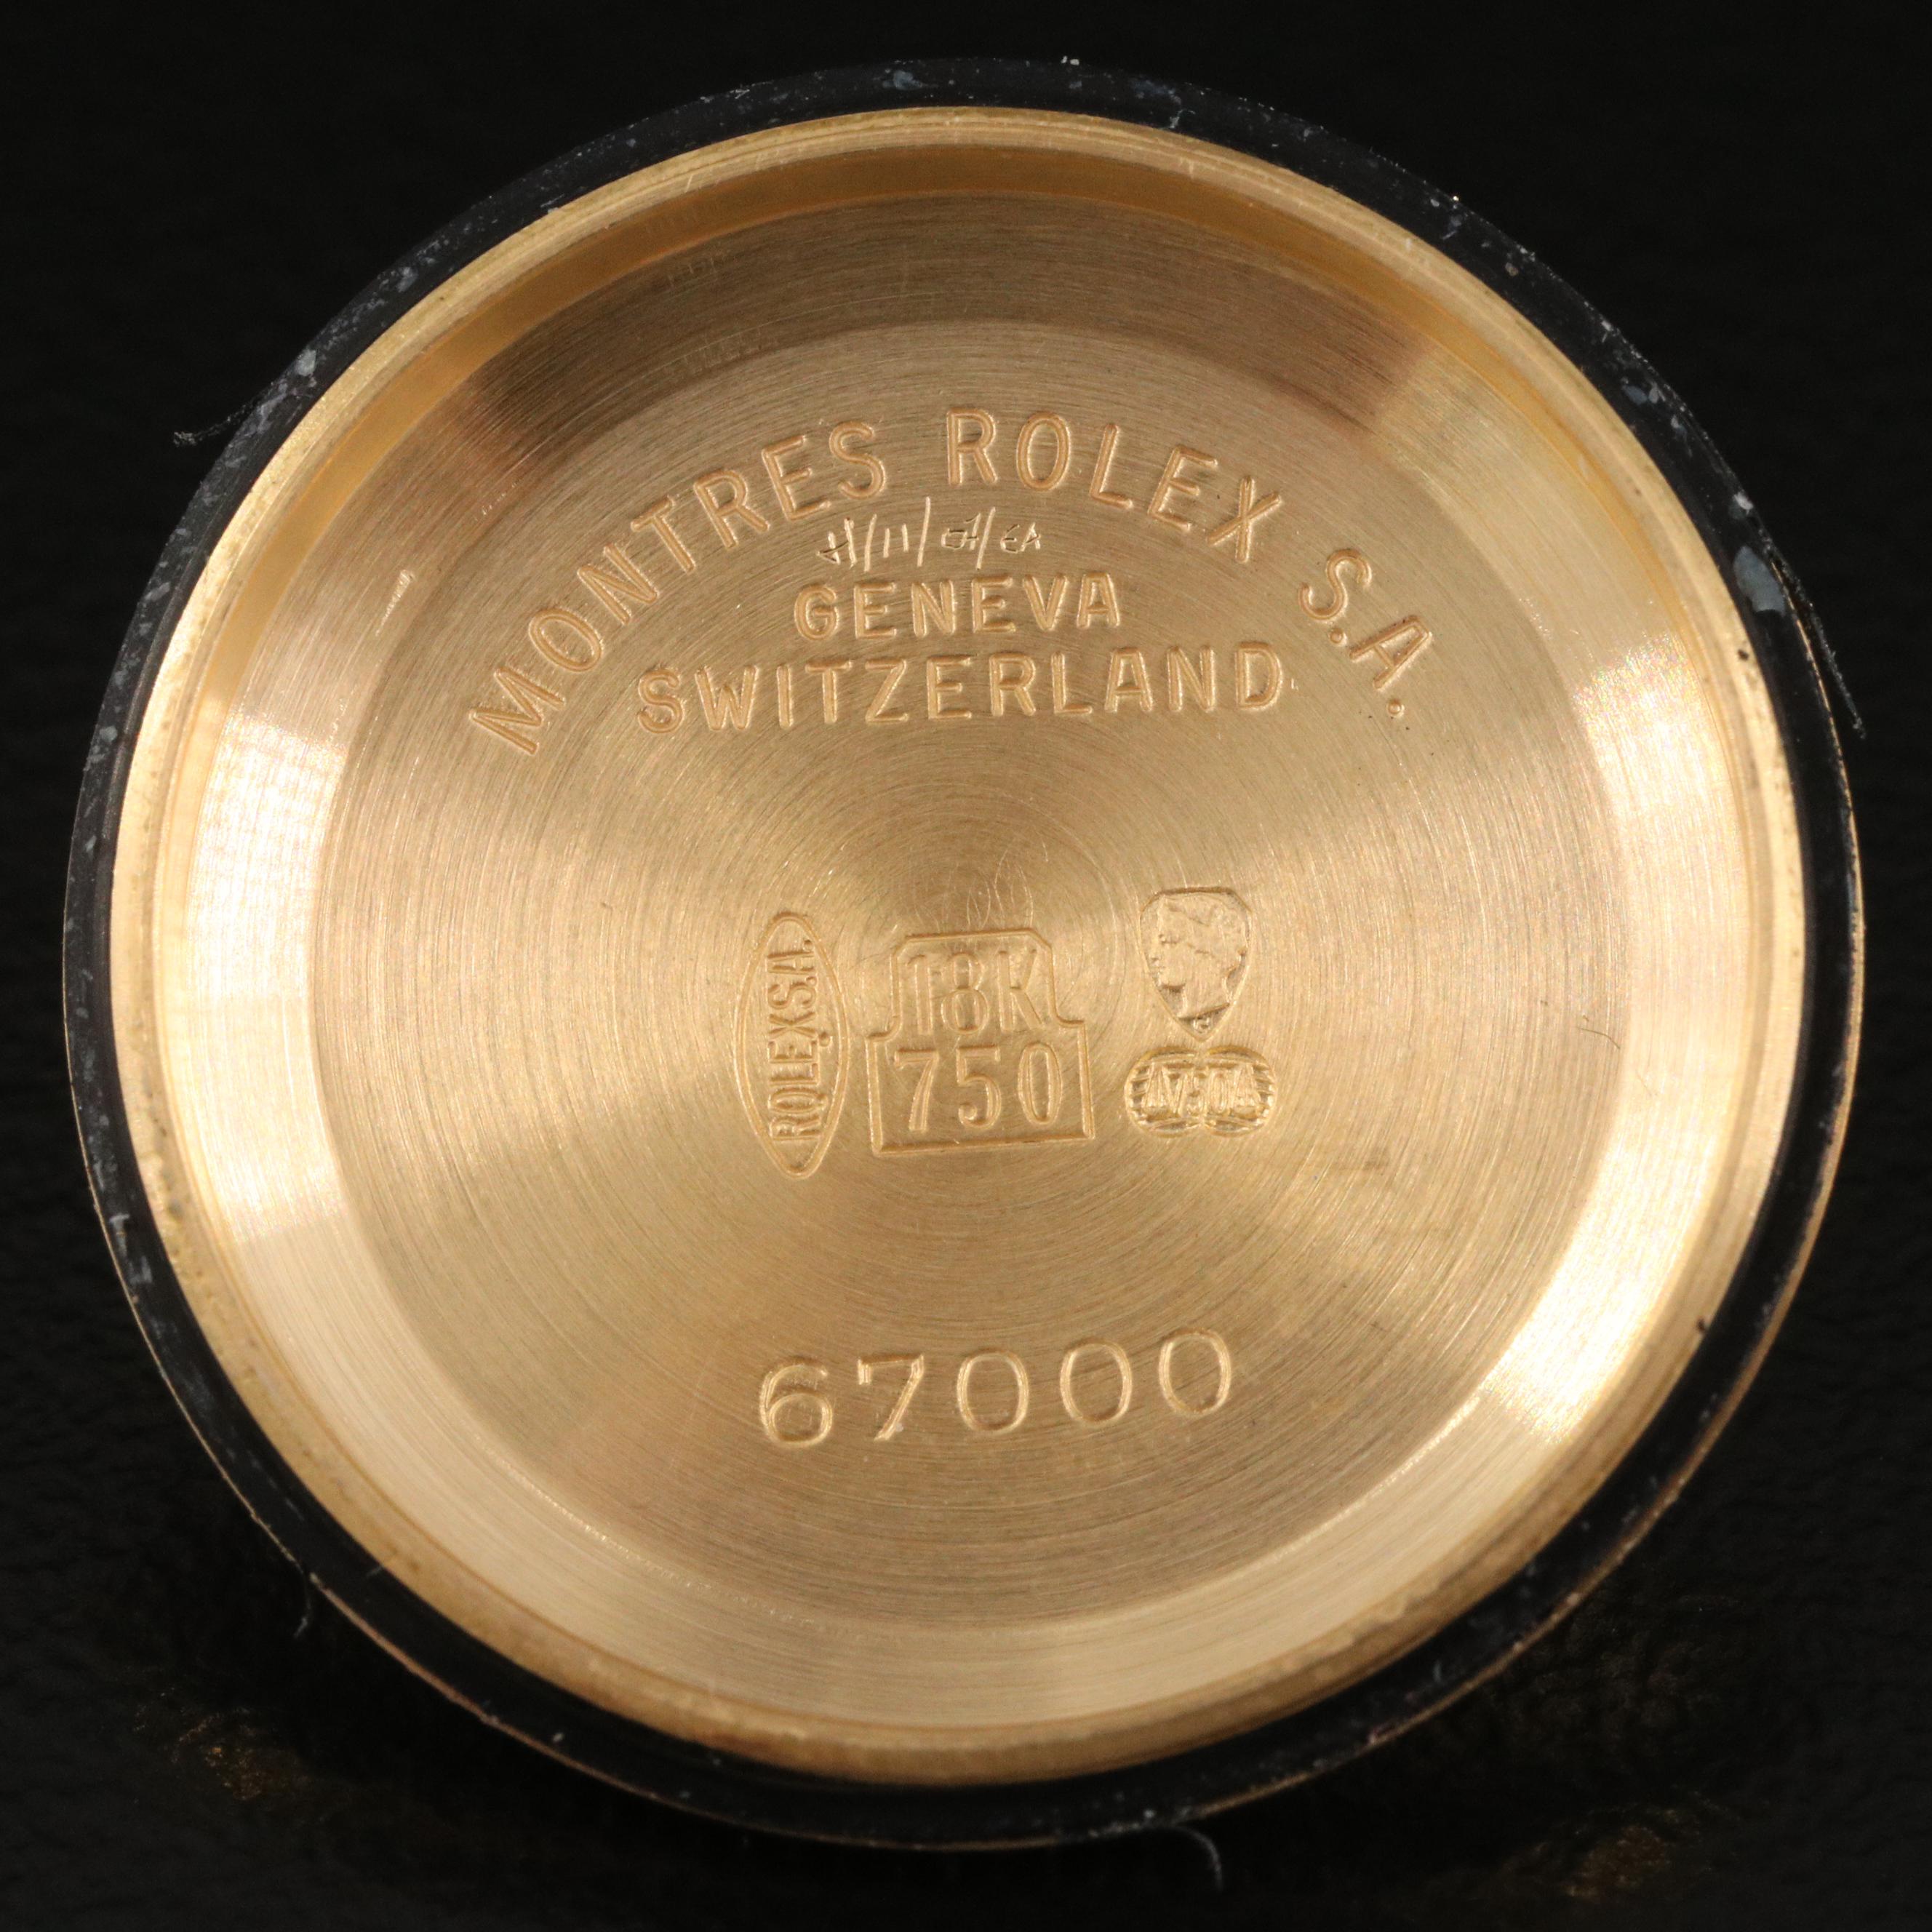 MONTRES ROLEX S.A.
GENEVA
SWITZERLAND
ROLEX S.A.
18K
750
67000